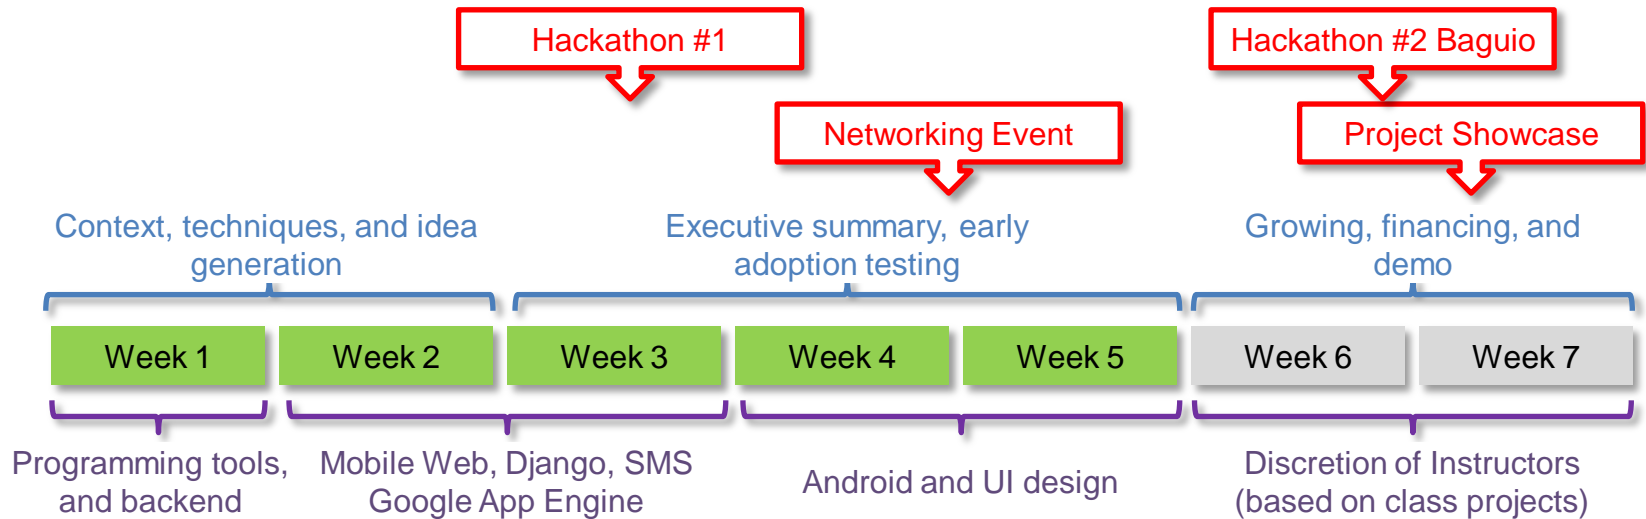 Hackathon #1
Hackathon #2 Baguio
Networking Event
Project Showcase
Context, techniques, and idea
generation
Executive summary, early
adoption testing
Growing, financing, and
demo
Week 1
Week 2
Week 3
Week 4
Week 5
Week 6
Week 7
Programming tools,
and backend
Mobile Web, Django, SMS
Google App Engine
Android and UI design
Discretion of Instructors
(based on class projects)